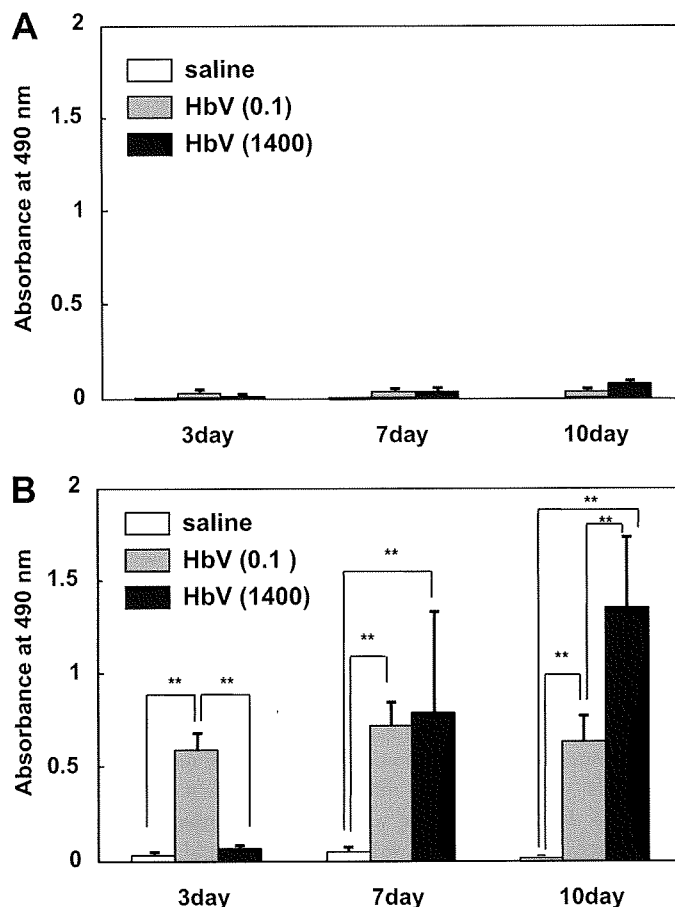 A
2
1.5
1
0.5
0
Absorbance at 490 nm
saline
HbV (0.1)
HbV (1400)
3day
7day
10day
B
2
1.5
1
0.5
0
Absorbance at 490 nm
saline
HbV (0.1 )
HbV (1400)
**
**
**
**
**
**
**
3day
7day
10day